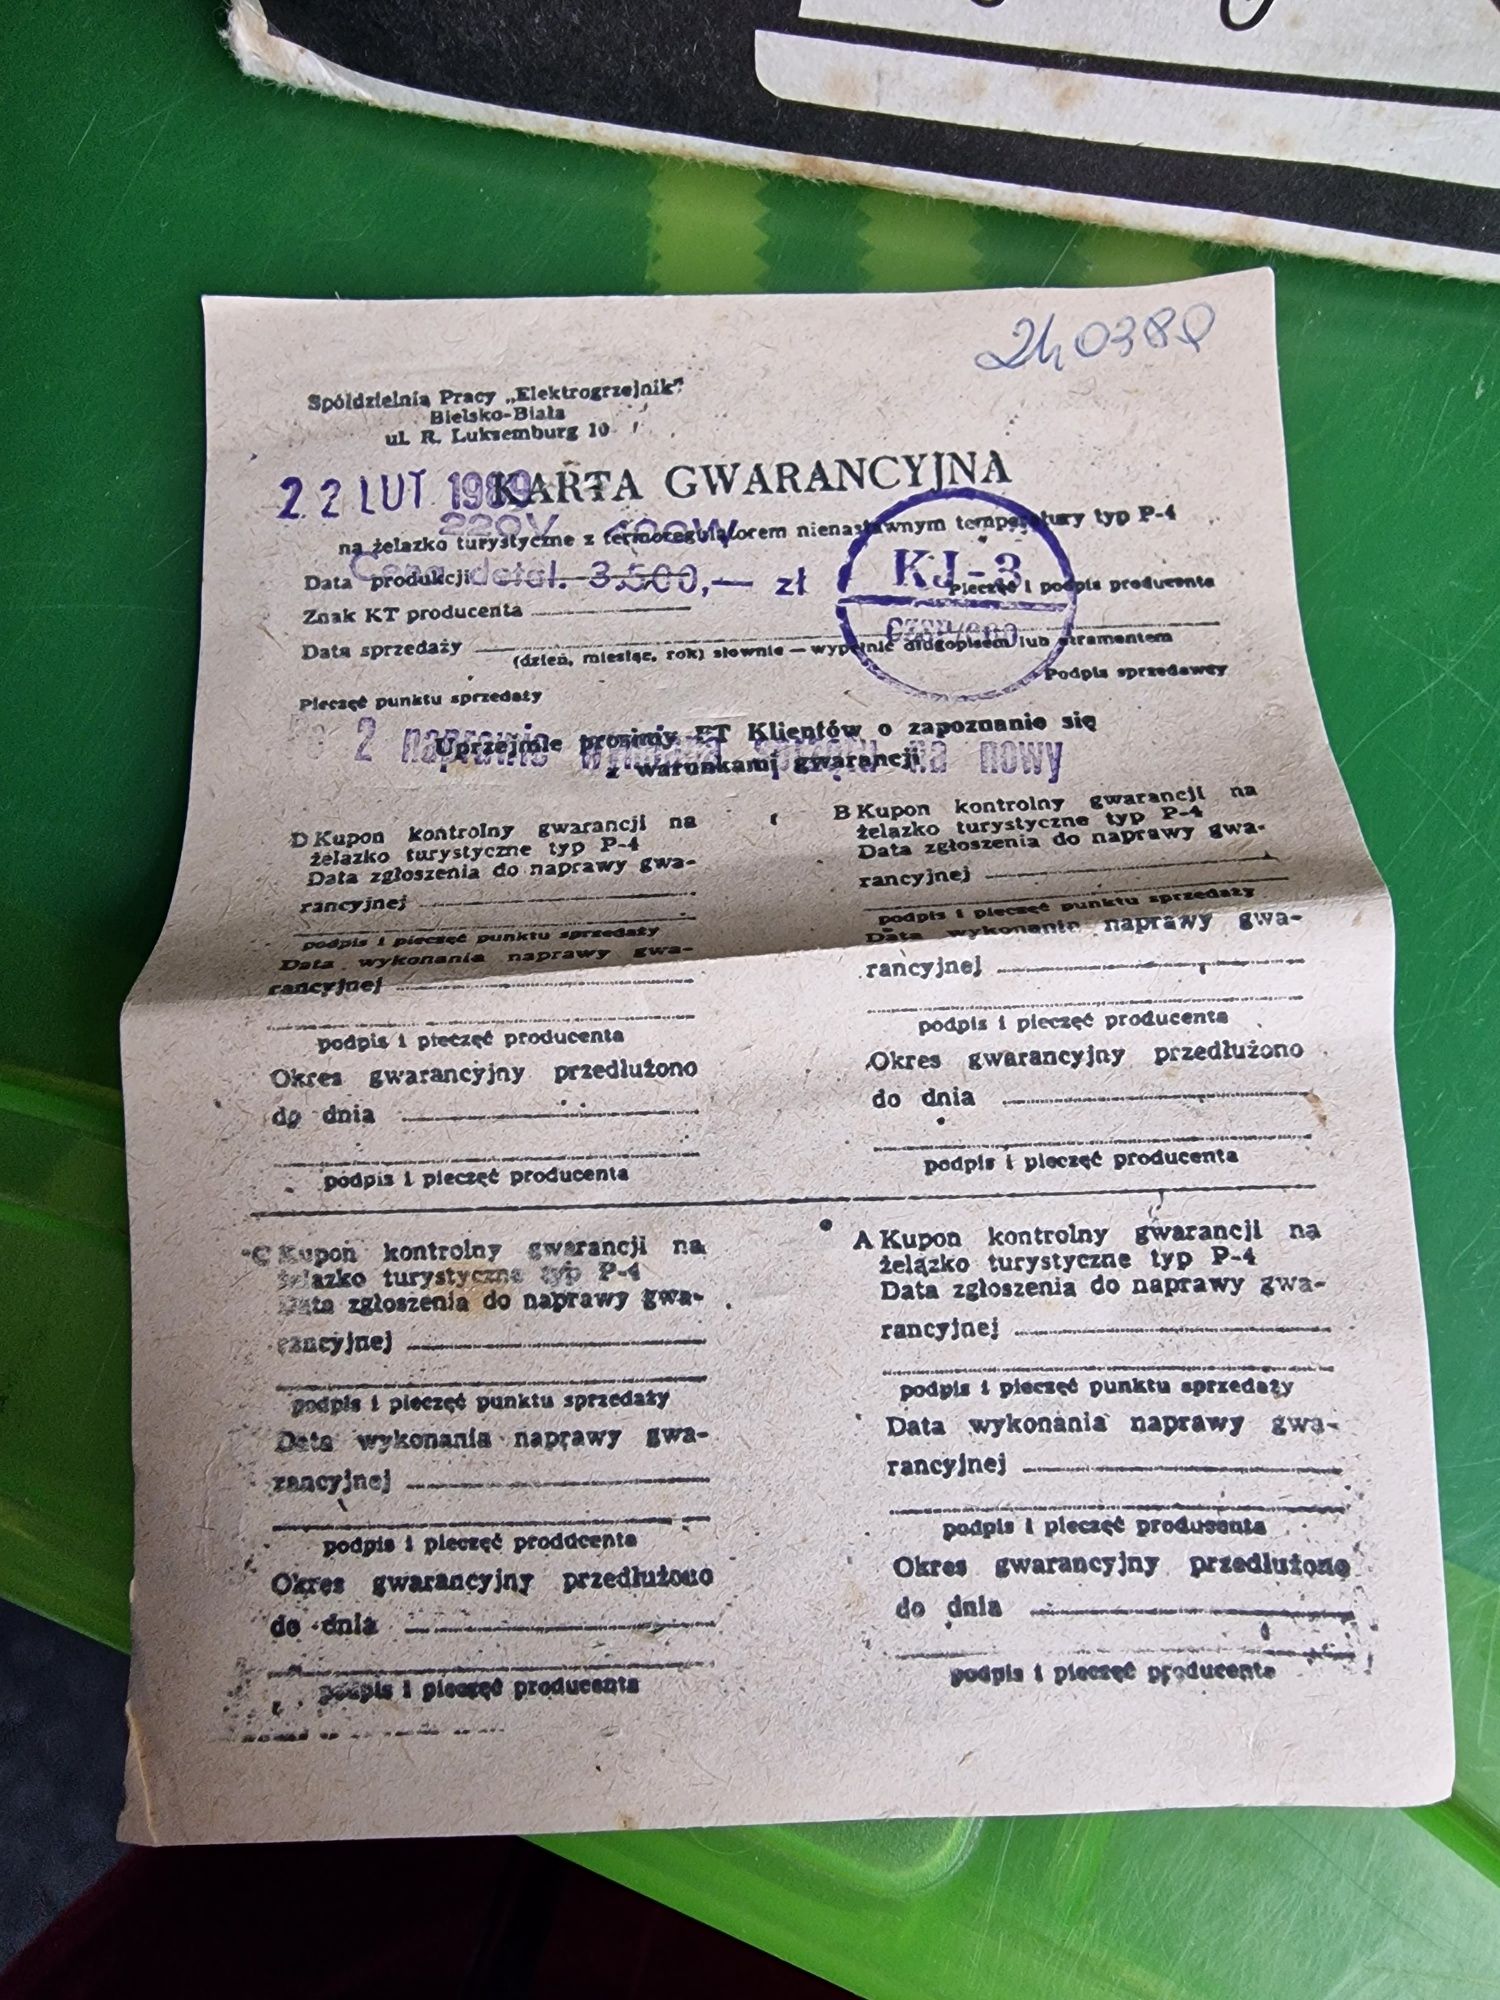 Spółdzielnia Pracy „Elektrogrzejnik”
Bielsko-Biała
ul. R. Luksemburg 10
22 LUT 1989
KARTA GWARANCYJNA
220V 400W
na żelazko turystyczne z termoregulatorem nienastawnym temperatury typ P-4
Cena detal. 3.500,— zł
Data produkcji
KJ-3
Pieczęć i podpis producenta
Znak KT producenta
Data sprzedaży
(dzień, miesiąc, rok) słownie — wypełnić długopisem lub atramentem
Podpis sprzedawcy
Pieczęć punktu sprzedaży
Po 2 naprawie wymiana sprzętu na nowy
Uprzejmie prosimy PT Klientów o zapoznanie się
z warunkami gwarancji
D Kupon kontrolny gwarancji na
żelazko turystyczne typ P-4
Data zgłoszenia do naprawy gwa-
rancyjnej
podpis i pieczęć punktu sprzedaży
Data wykonania naprawy gwa-
rancyjnej
podpis i pieczęć producenta
Okres gwarancyjny przedłużono
do dnia
podpis i pieczęć producenta
B Kupon kontrolny gwarancji na
żelazko turystyczne typ P-4
Data zgłoszenia do naprawy gwa-
rancyjnej
podpis i pieczęć punktu sprzedaży
Data wykonania naprawy gwa-
rancyjnej
podpis i pieczęć producenta
Okres gwarancyjny przedłużono
do dnia
podpis i pieczęć producenta
C Kupon kontrolny gwarancji na
żelazko turystyczne typ P-4
Data zgłoszenia do naprawy gwa-
rancyjnej
podpis i pieczęć punktu sprzedaży
Data wykonania naprawy gwa-
rancyjnej
podpis i pieczęć producenta
Okres gwarancyjny przedłużono
do dnia
podpis i pieczęć producenta
A Kupon kontrolny gwarancji na
żelazko turystyczne typ P-4
Data zgłoszenia do naprawy gwa-
rancyjnej
podpis i pieczęć punktu sprzedaży
Data wykonania naprawy gwa-
rancyjnej
podpis i pieczęć producenta
Okres gwarancyjny przedłużono
do dnia
podpis i pieczęć producenta